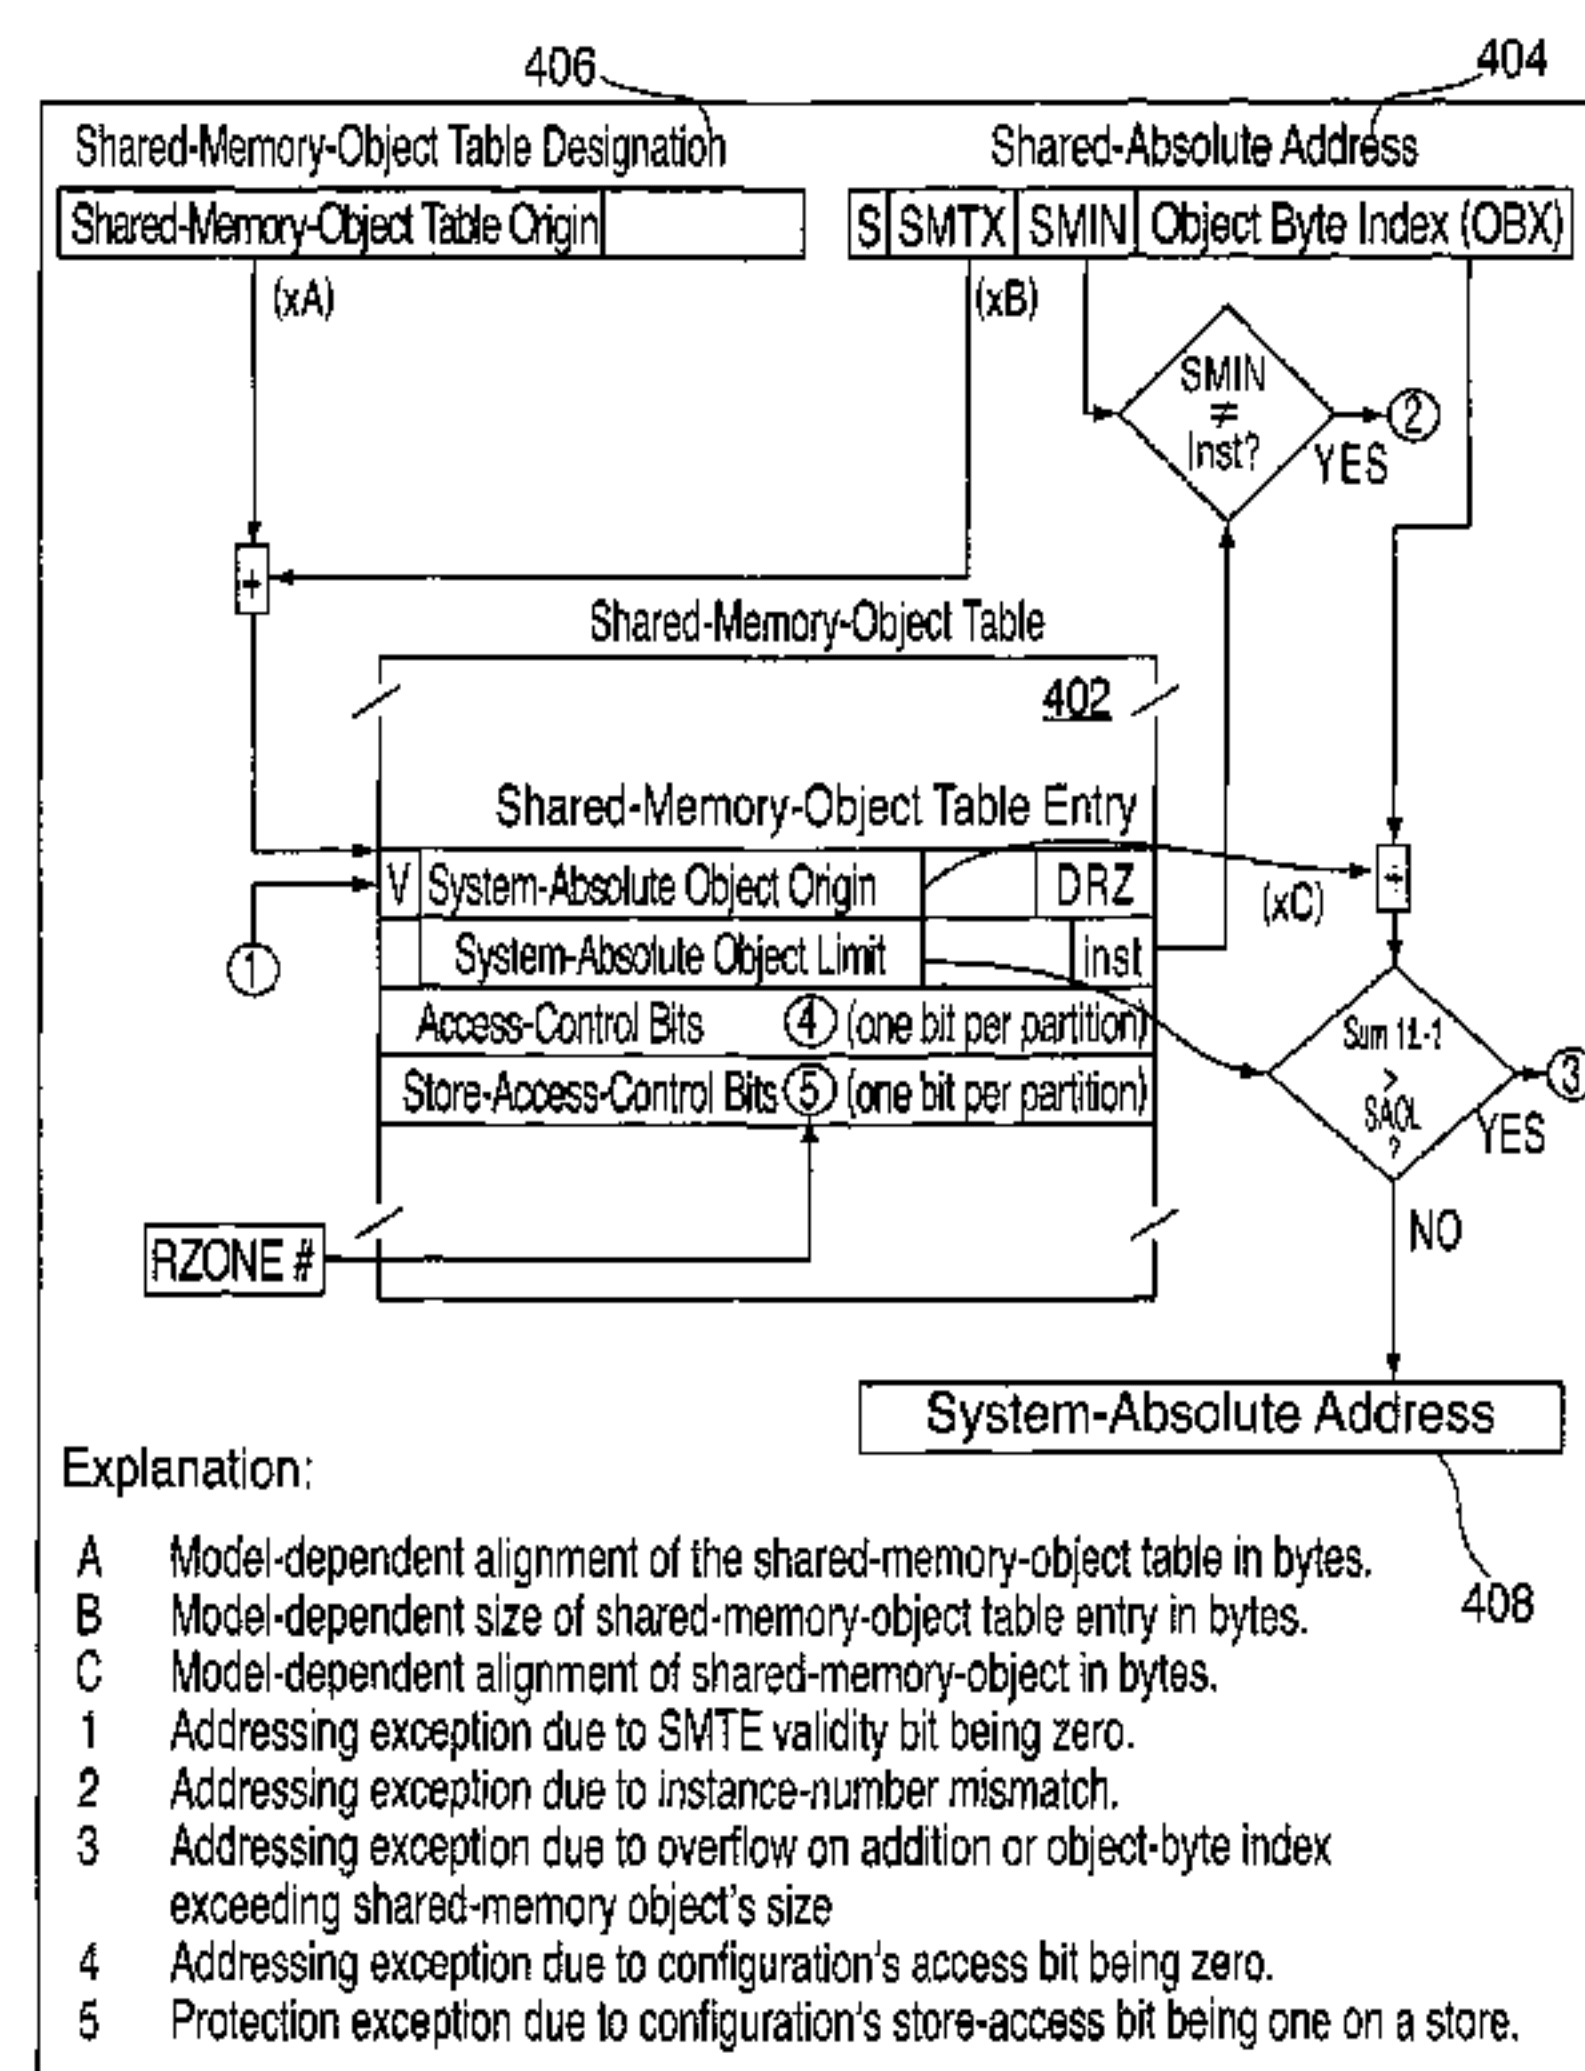 406
404
Shared-Memory-Object Table Designation
Shared-Absolute Address
Shared-Memory-Object Table Origin
S SMTX SMIN Object Byte Index (OBX)
(xA)
(xB)
SMIN
≠
Inst?
2
YES
+
Shared-Memory-Object Table
402
Shared-Memory-Object Table Entry
V System-Absolute Object Origin DRZ
(xC)
+
System-Absolute Object Limit inst
1
Access-Control Bits 4 (one bit per partition)
Store-Access-Control Bits 5 (one bit per partition)
Sum
>
SAOL
?
3
YES
NO
RZONE #
System-Absolute Address
408
Explanation:
A Model-dependent alignment of the shared-memory-object table in bytes.
B Model-dependent size of shared-memory-object table entry in bytes.
C Model-dependent alignment of shared-memory-object in bytes.
1 Addressing exception due to SMTE validity bit being zero.
2 Addressing exception due to instance-number mismatch.
3 Addressing exception due to overflow on addition or object-byte index
exceeding shared-memory object's size
4 Addressing exception due to configuration's access bit being zero.
5 Protection exception due to configuration's store-access bit being one on a store.